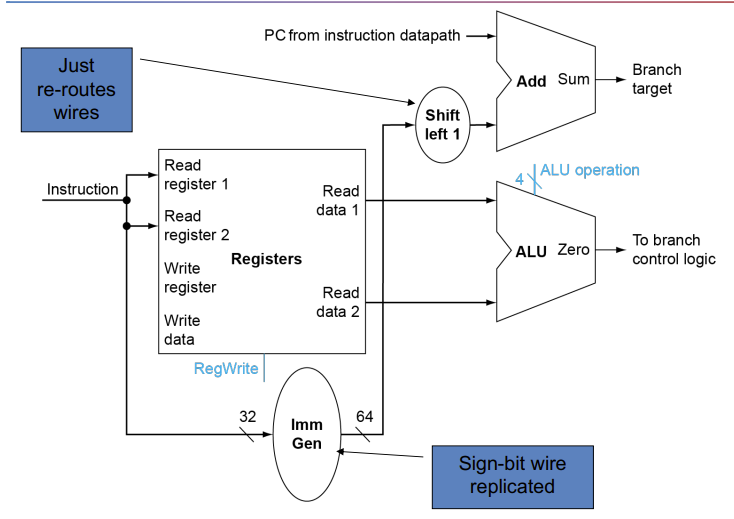 PC from instruction datapath
Just
re-routes
wires
Shift
left 1
Add
Sum
Branch
target
Instruction
Read
register 1
Read
register 2
Write
register
Write
data
Registers
Read
data 1
Read
data 2
RegWrite
4
ALU operation
ALU
Zero
To branch
control logic
32
Imm
Gen
64
Sign-bit wire
replicated